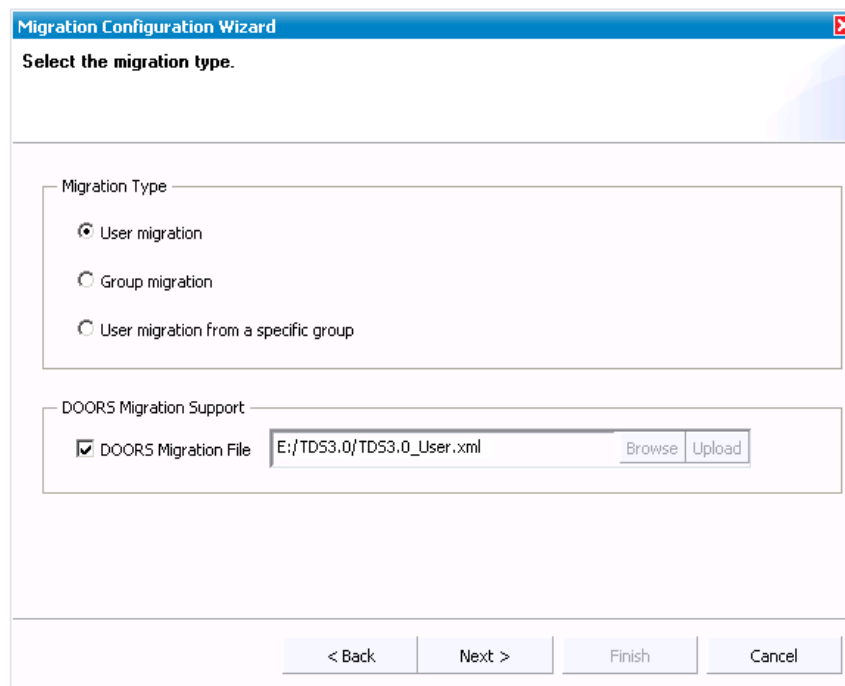 Migration Configuration Wizard
Select the migration type.
Migration Type
User migration
Group migration
User migration from a specific group
DOORS Migration Support
DOORS Migration File E:/TDS3.0/TDS3.0_User.xml Browse Upload
< Back Next > Finish Cancel